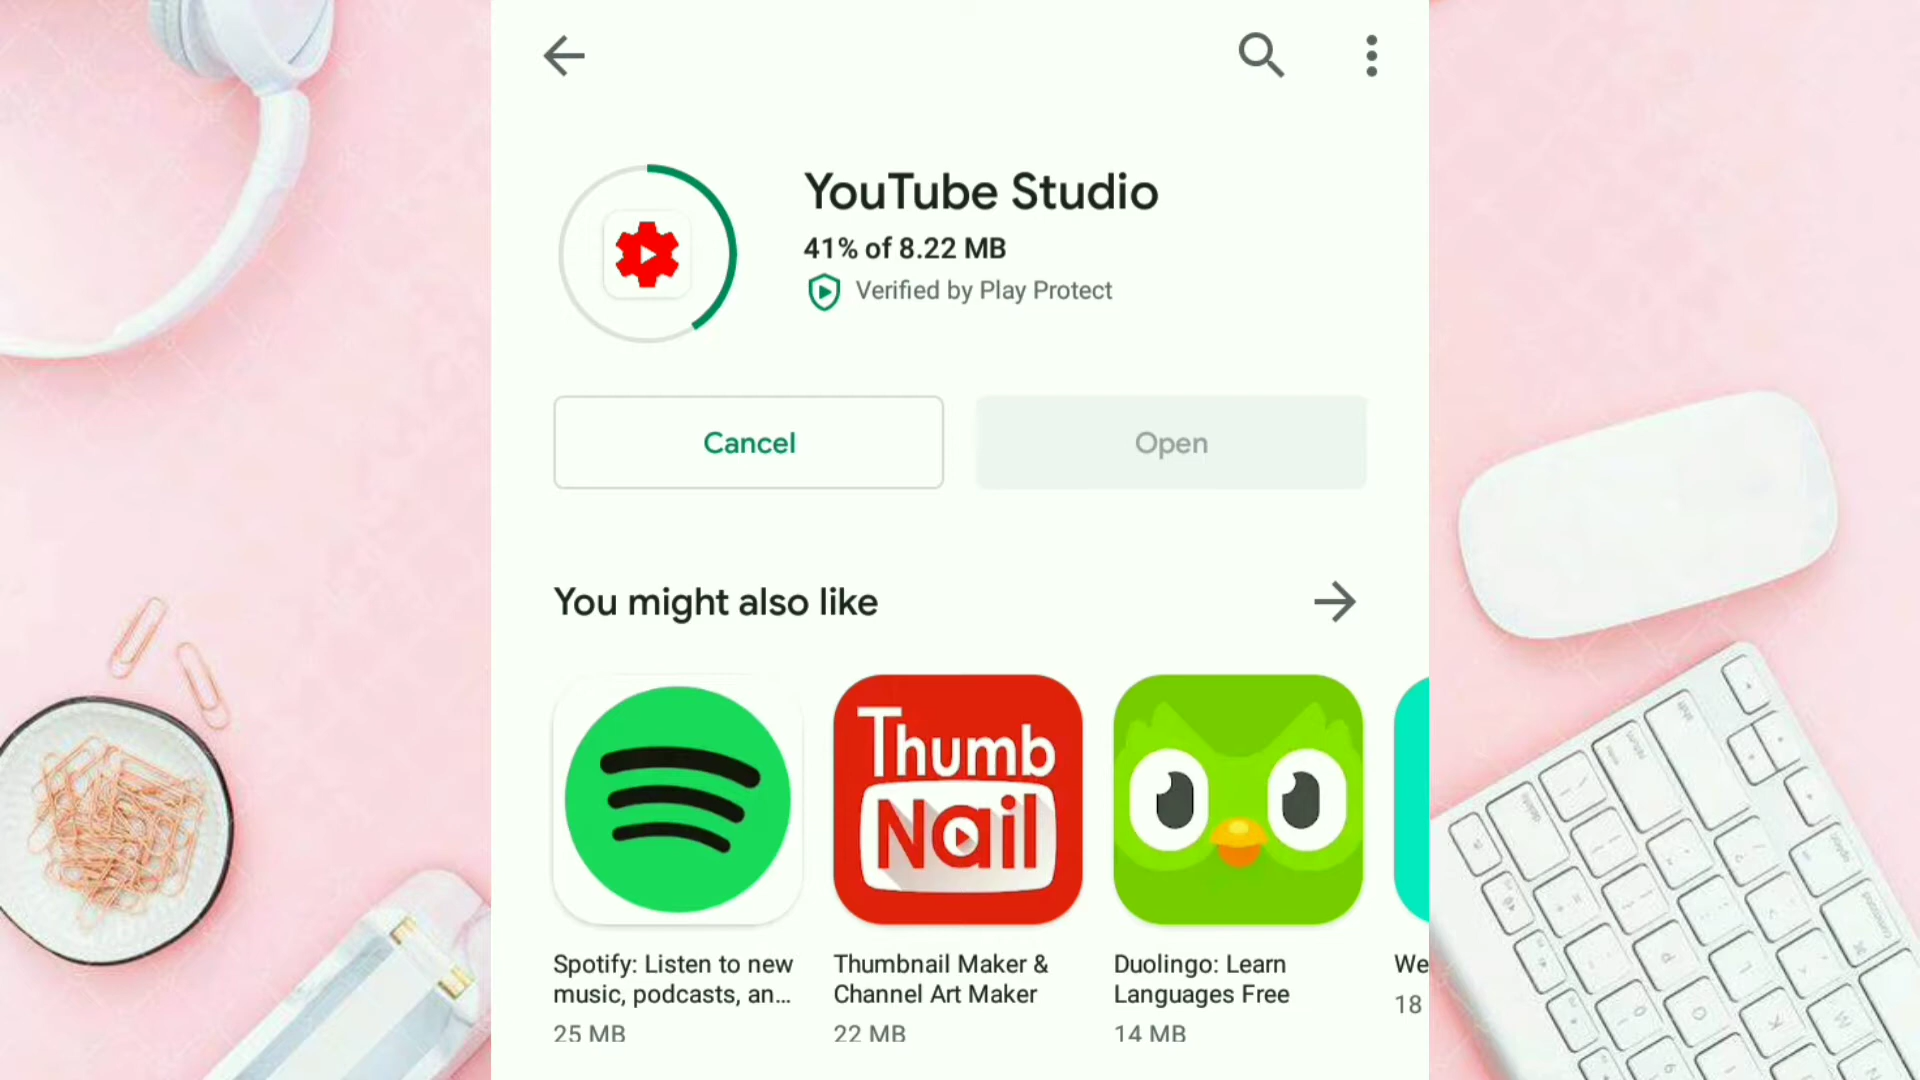 YouTube Studio
41% of 8.22 MB
Verified by Play Protect
Cancel
Open
You might also like
Thumb
Nail
Spotify: Listen to new
music, podcasts, an...
25 MB
Thumbnail Maker &
Channel Art Maker
22 MB
Duolingo: Learn
Languages Free
14 MB
We
18